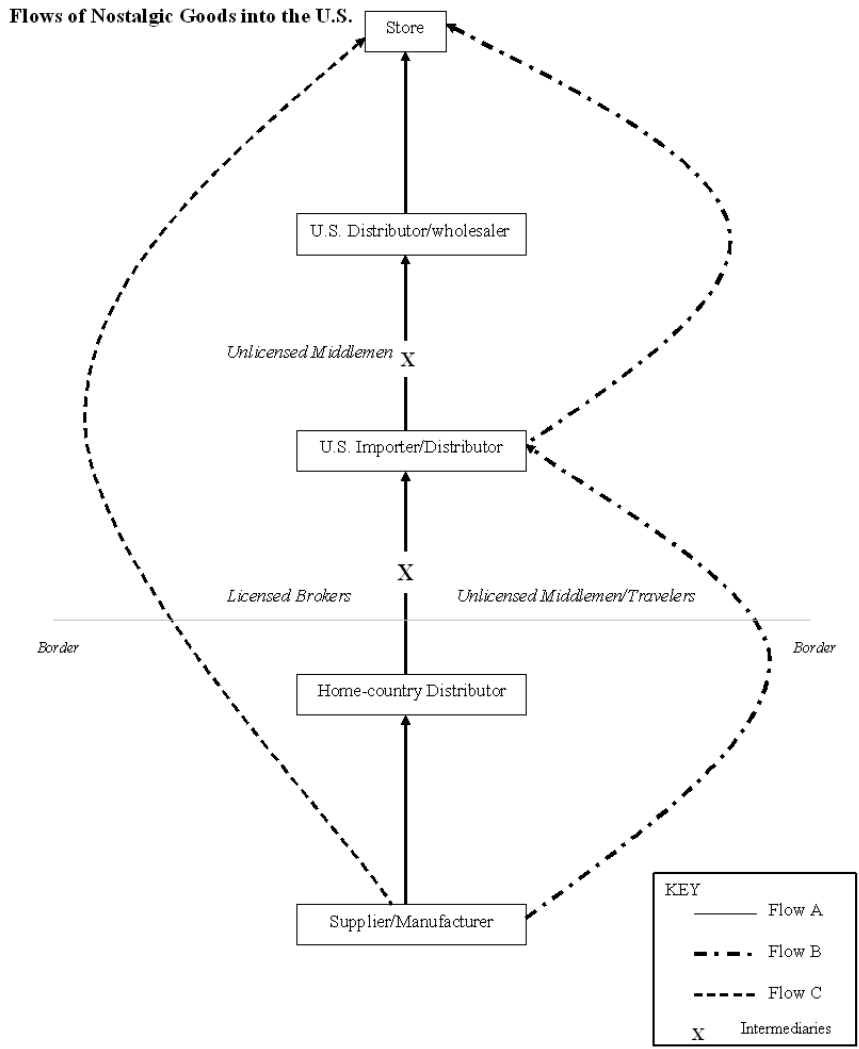 Flows of Nostalgic Goods into the U.S.
Store
U.S. Distributor/wholesaler
Unlicensed Middlemen
X
U.S. Importer/Distributor
X
Licensed Brokers
Unlicensed Middlemen/Travelers
Border
Border
Home-country Distributor
Supplier/Manufacturer
KEY
Flow A
Flow B
Flow C
X Intermediaries